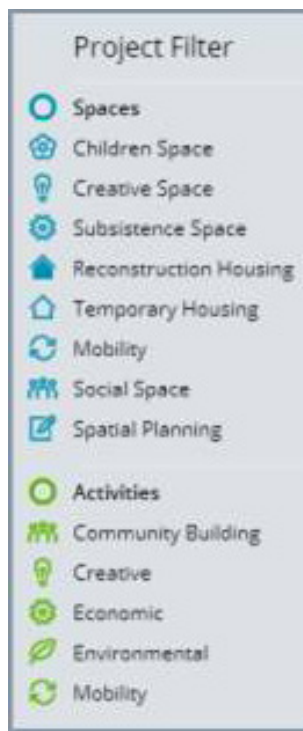 Project Filter
Spaces
Children Space
Creative Space
Subsistence Space
Reconstruction Housing
Temporary Housing
Mobility
Social Space
Spatial Planning
Activities
Community Building
Creative
Economic
Environmental
Mobility